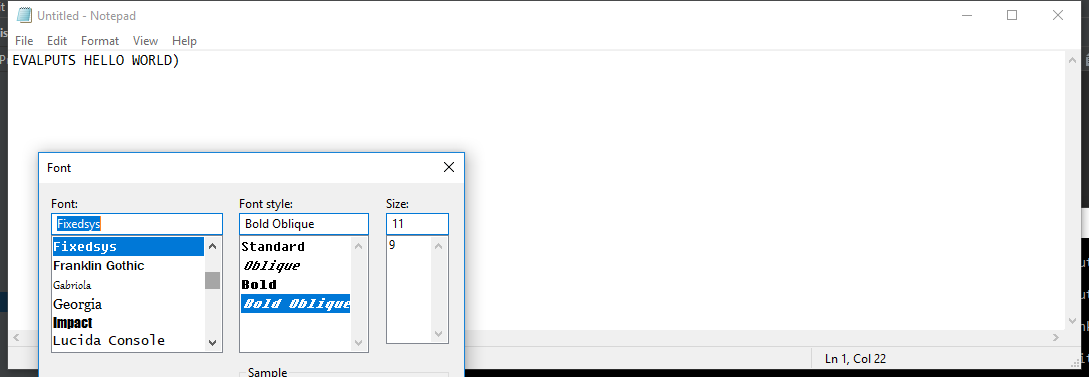 Untitled - Notepad
File Edit Format View Help
EVALPUTS HELLO WORLD)
Font
Font: Font style: Size:
Fixedsys Bold Oblique 11
Fixedsys Standard 9
Franklin Gothic Oblique
Gabriola Bold
Georgia Bold Oblique
Impact
Lucida Console
Ln 1, Col 22
Sample